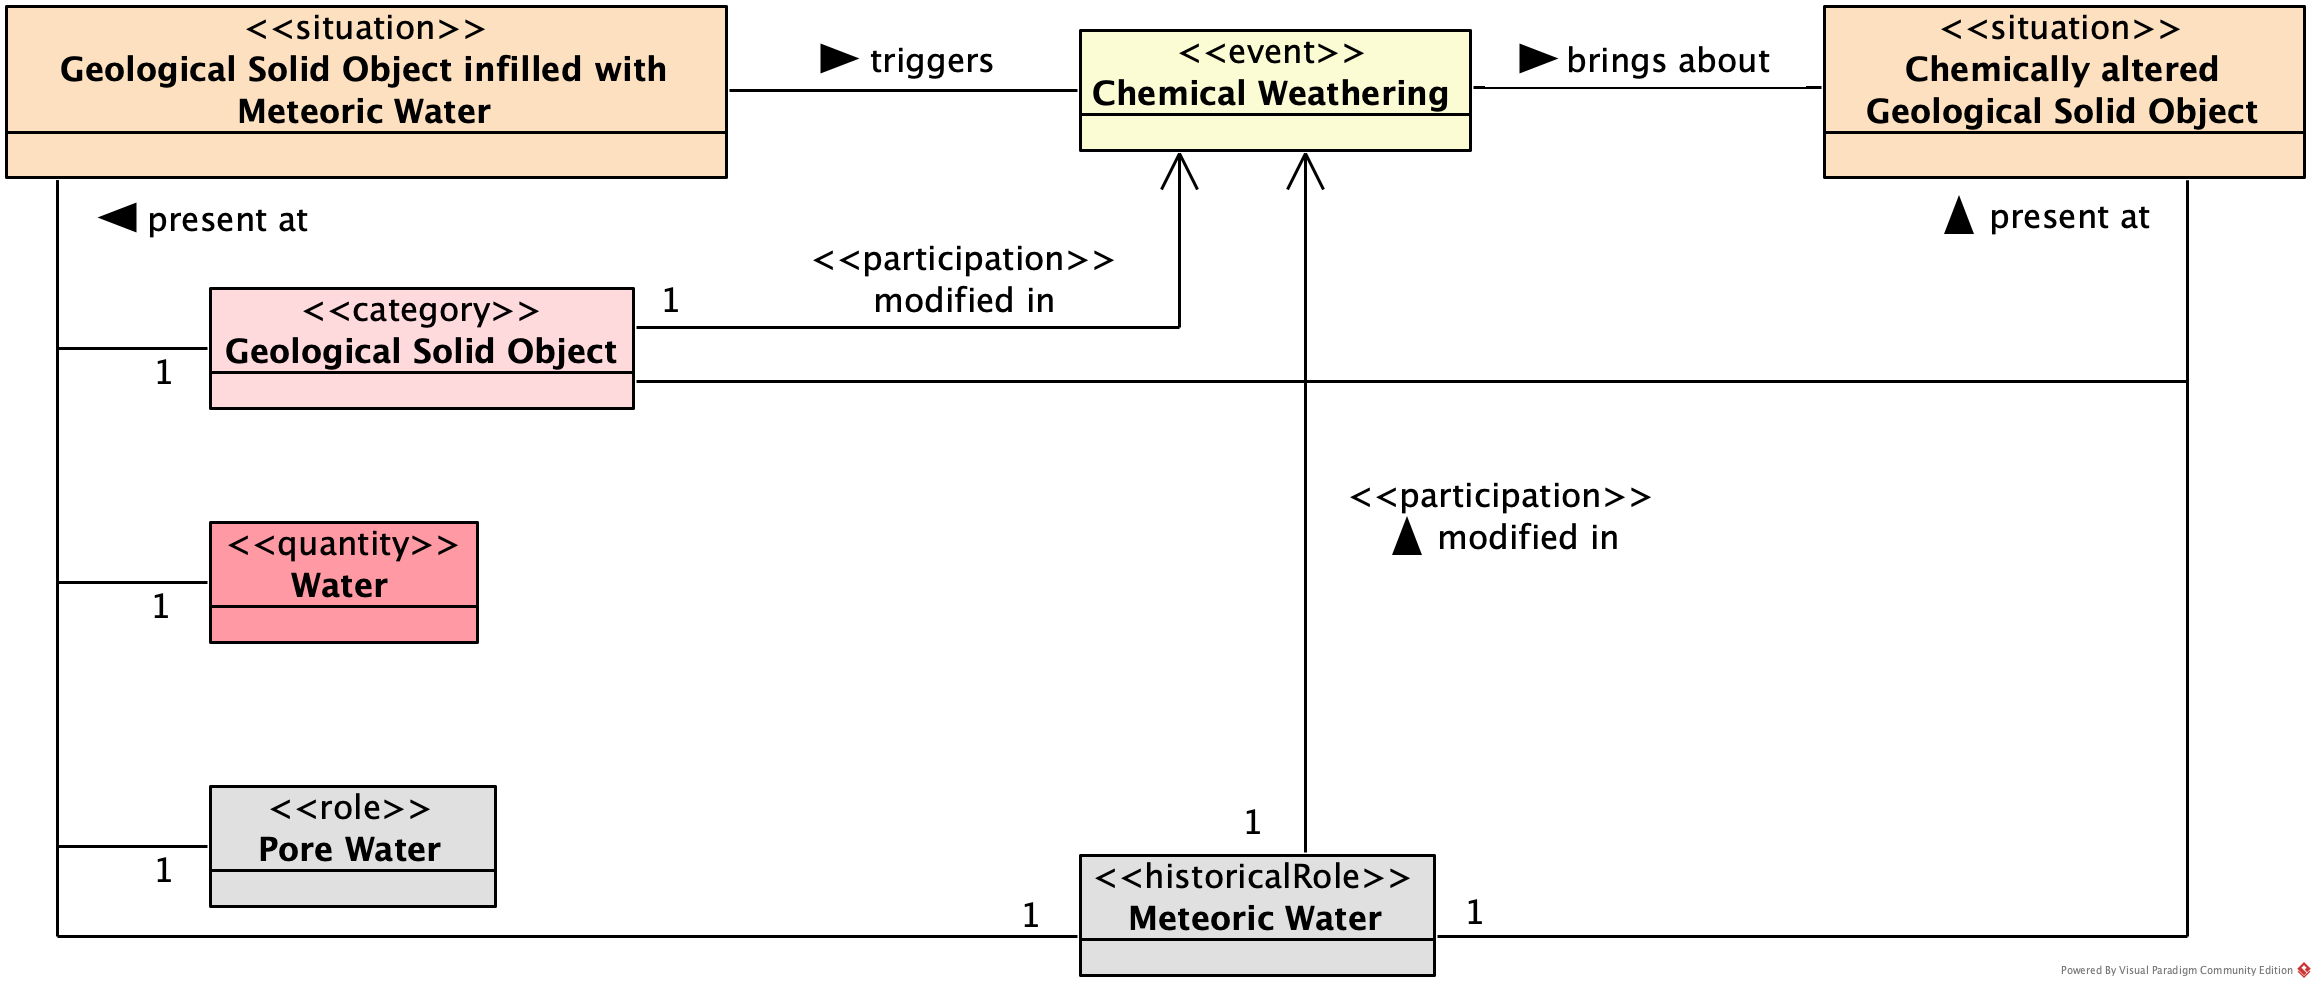 <<situation>>
Geological Solid Object infilled with
Meteoric Water
triggers
<<event>>
Chemical Weathering
brings about
<<situation>>
Chemically altered
Geological Solid Object
present at
present at
<<participation>>
modified in
1
<<category>>
Geological Solid Object
1
<<participation>>
modified in
<<quantity>>
Water
1
<<role>>
Pore Water
1
1
<<historicalRole>>
Meteoric Water
1
1
Powered By Visual Paradigm Community Edition